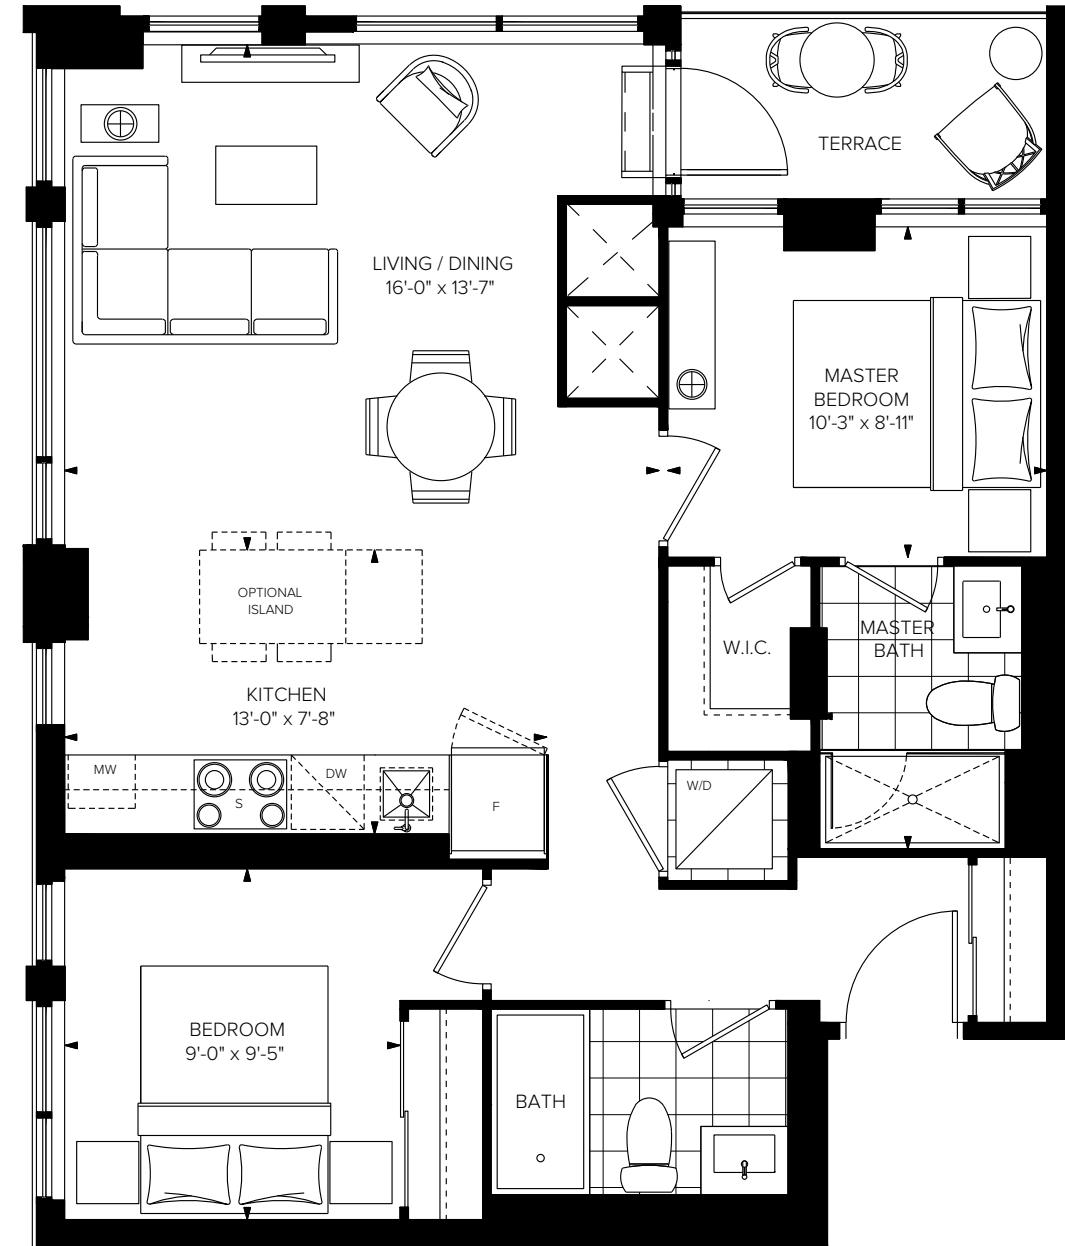 TERRACE
LIVING / DINING
16'-0" x 13'-7"
MASTER
BEDROOM
10'-3" x 8'-11"
OPTIONAL
ISLAND
W.I.C.
MASTER
BATH
KITCHEN
13'-0" x 7'-8"
MW
S
DW
F
W/D
BEDROOM
9'-0" x 9'-5"
BATH